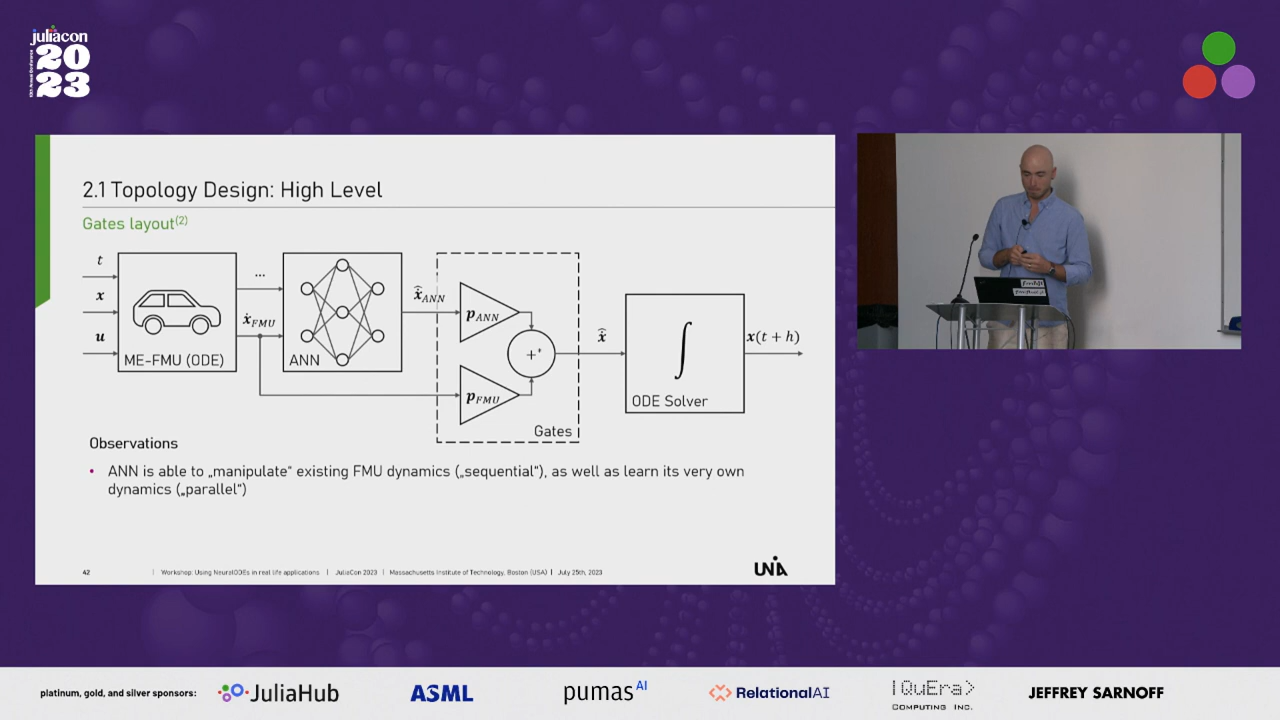 juliacon
2023
2.1 Topology Design: High Level
Gates layout(2)
t
x
u
ME-FMU (ODE)
...
ẋFMU
ANN
x̂̇ANN
pANN
pFMU
+
Gates
x̂̇
∫
ODE Solver
x(t + h)
Observations
• ANN is able to „manipulate“ existing FMU dynamics („sequential“), as well as learn its very own
dynamics („parallel“)
42 | Workshop: Using NeuralODEs in real life applications | JuliaCon 2023 | Massachusetts Institute of Technology, Boston (USA) | July 25th, 2023
UNIA
platinum, gold, and silver sponsors:
JuliaHub
ASML
pumasAI
RelationalAI
|QuEra>
COMPUTING INC.
JEFFREY SARNOFF